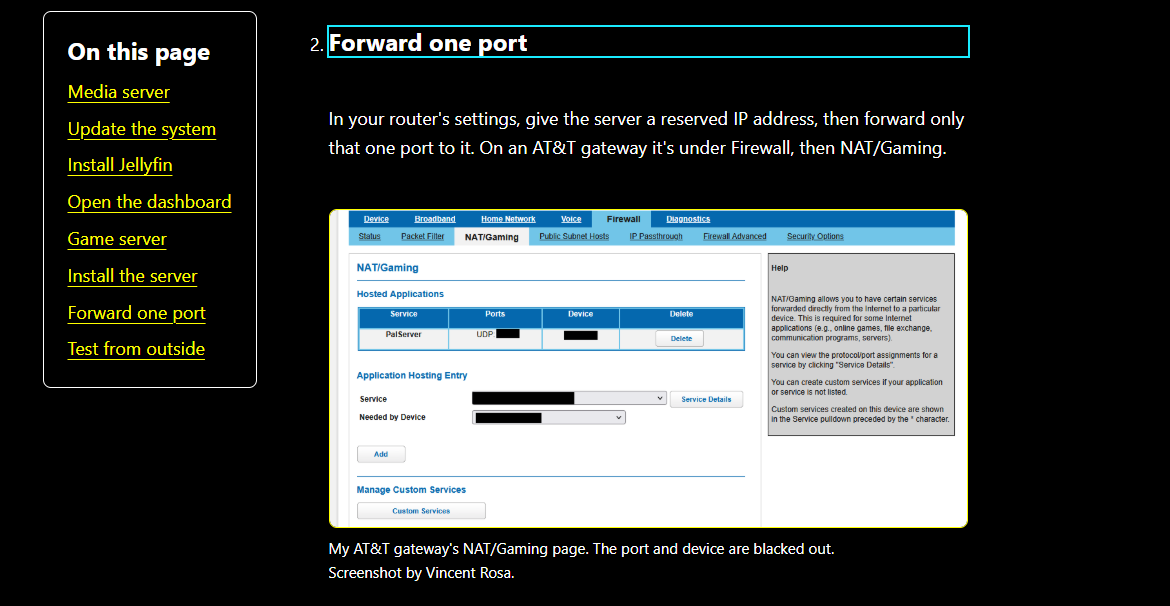 On this page
Media server
Update the system
Install Jellyfin
Open the dashboard
Game server
Install the server
Forward one port
Test from outside
2. Forward one port
In your router's settings, give the server a reserved IP address, then forward only
that one port to it. On an AT&T gateway it's under Firewall, then NAT/Gaming.
Device Broadband Home Network Voice Firewall Diagnostics
Status Packet Filter NAT/Gaming Public Subnet Hosts IP Passthrough Firewall Advanced Security Options
NAT/Gaming
Hosted Applications
Service Ports Device Delete
PalServer UDP Delete
Application Hosting Entry
Service Service Details
Needed by Device
Add
Manage Custom Services
Custom Services
Help
NAT/Gaming allows you to have certain services
forwarded directly from the Internet to a particular
device. This is required for some Internet
applications (e.g., online games, file exchange,
communication programs, servers).
You can view the protocol/port assignments for a
service by clicking "Service Details".
You can create custom services if your application
or service is not listed.
Custom services created on this device are shown
in the Service pulldown preceded by the * character.
My AT&T gateway's NAT/Gaming page. The port and device are blacked out.
Screenshot by Vincent Rosa.